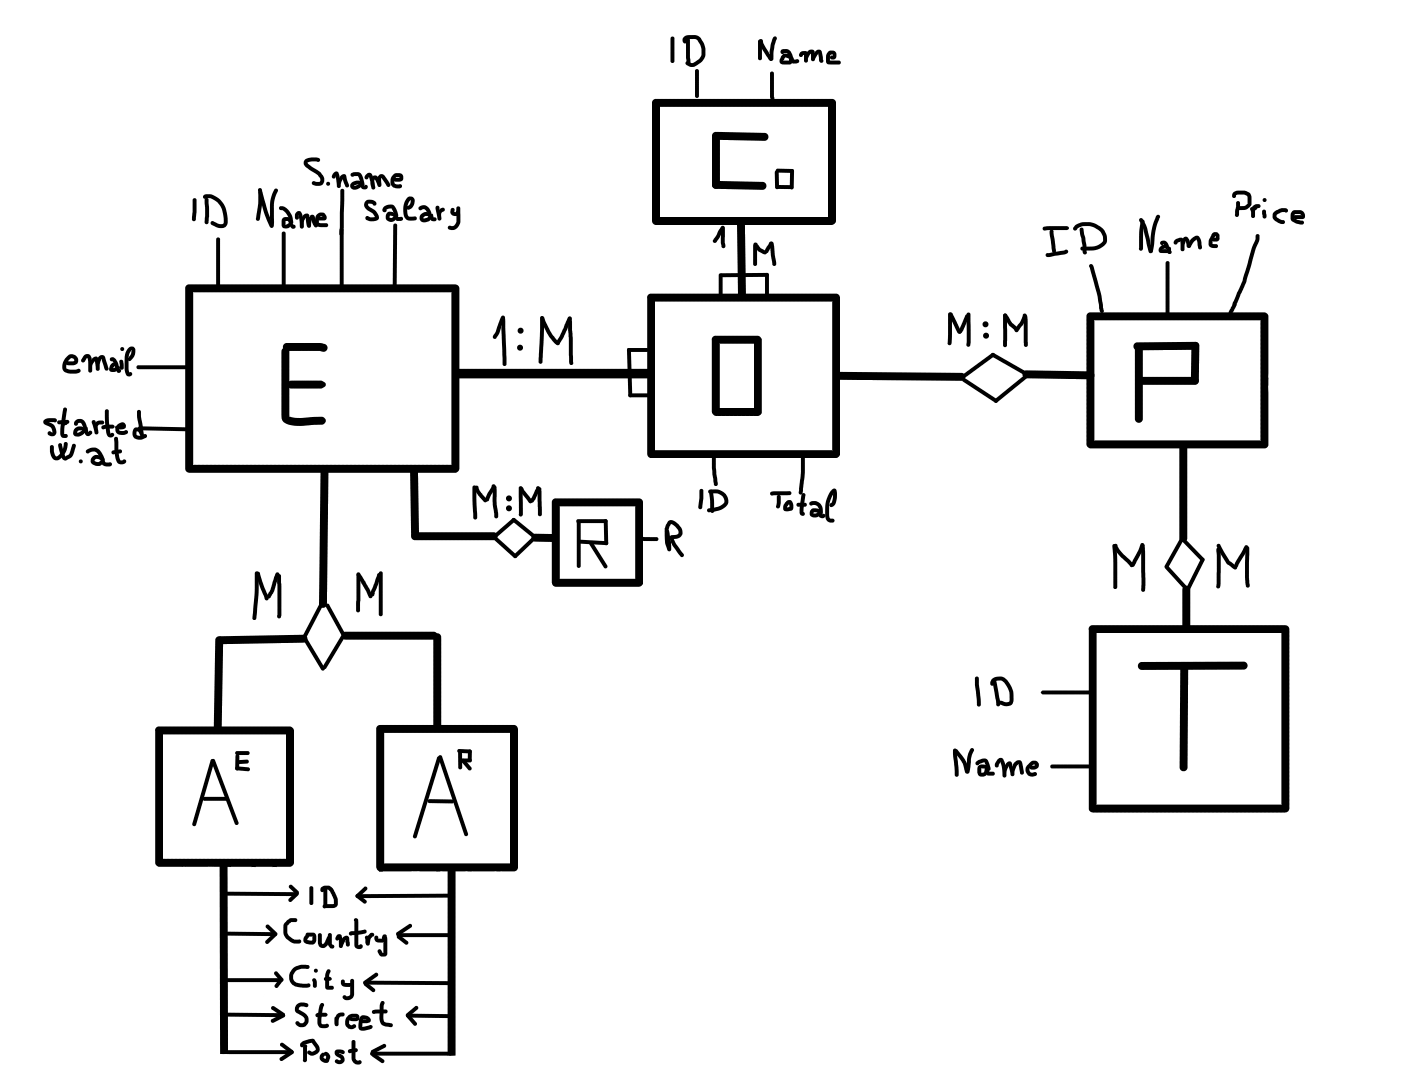 ID Name
C.
S.name
ID Name Salary
Price
ID Name
1 M
email
started
w.at
E
1:M
O
M:M
P
ID Total
M:M
R
R
M M
M M
T
ID
Name
A E
A R
ID
Country
City
Street
Post